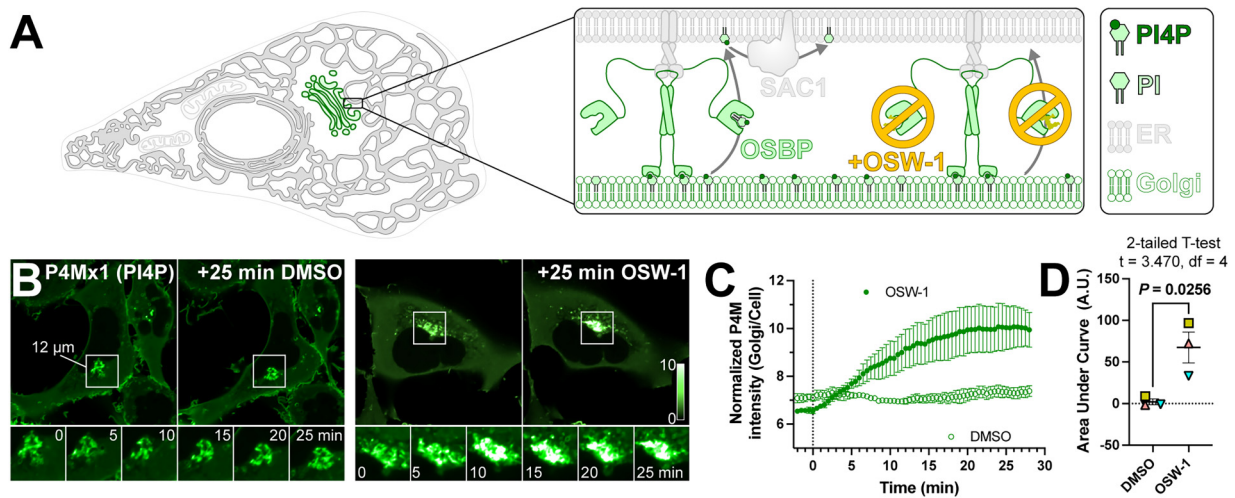 A
SAC1
OSBP
+OSW-1
PI4P
PI
ER
Golgi
B
P4Mx1 (PI4P)
+25 min DMSO
12 µm
0
5
10
15
20
25 min
+25 min OSW-1
10
0
0
5
10
15
20
25 min
C
Normalized P4M
intensity (Golgi/Cell)
12
10
8
6
OSW-1
DMSO
0
5
10
15
20
25
30
Time (min)
D
2-tailed T-test
t = 3.470, df = 4
P = 0.0256
Area Under Curve (A.U.)
150
100
50
0
-50
DMSO
OSW-1